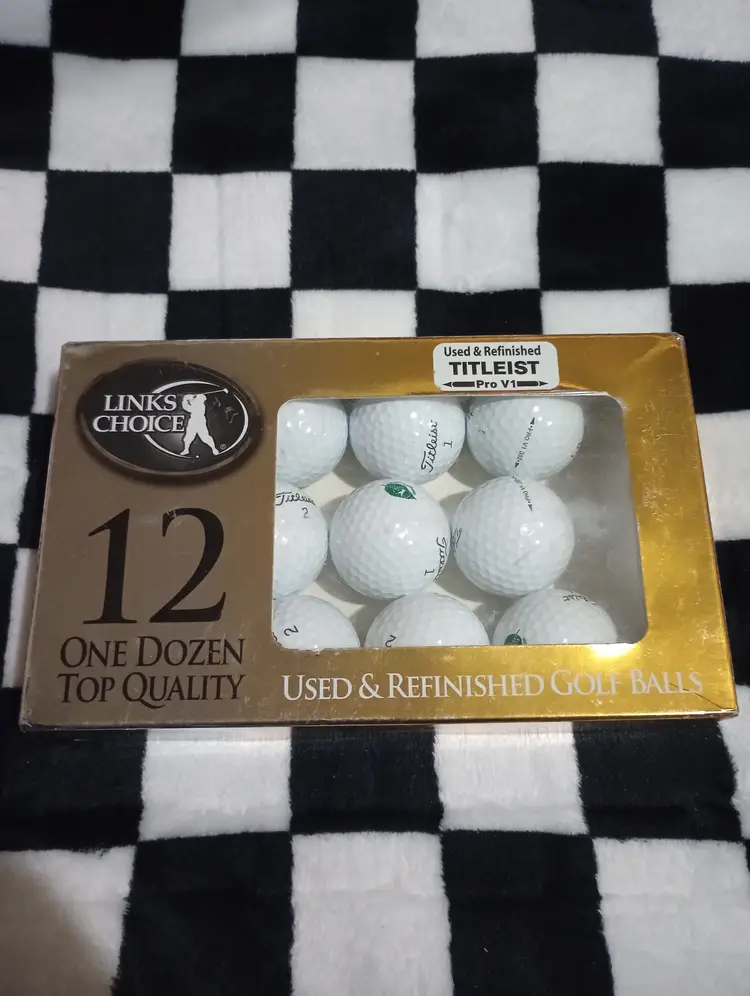 Used & Refinished
TITLEIST
Pro V1
LINKS
CHOICE
®
12
ONE DOZEN
TOP QUALITY
USED & REFINISHED GOLF BALLS
Titleist
1
Titleist
2
1
2
2